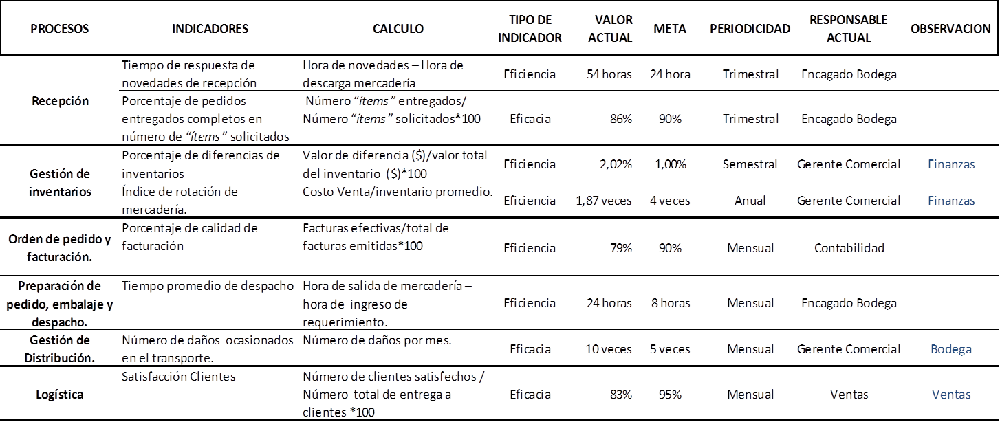 PROCESOS INDICADORES CALCULO TIPO DE INDICADOR VALOR ACTUAL META PERIODICIDAD RESPONSABLE ACTUAL OBSERVACION
Recepción
Tiempo de respuesta de
novedades de recepción
Hora de novedades – Hora de
descarga mercadería
Eficiencia 54 horas 24 hora Trimestral Encagado Bodega
Porcentaje de pedidos
entregados completos en
número de “ítems” solicitados
Número “ítems” entregados/
Número “ítems” solicitados*100
Eficacia 86% 90% Trimestral Encagado Bodega
Gestión de
inventarios
Porcentaje de diferencias de
inventarios
Valor de diferencia ($)/valor total
del inventario ($)*100
Eficiencia 2,02% 1,00% Semestral Gerente Comercial Finanzas
Índice de rotación de
mercadería.
Costo Venta/inventario promedio.
Eficiencia 1,87 veces 4 veces Anual Gerente Comercial Finanzas
Orden de pedido y
facturación.
Porcentaje de calidad de
facturación
Facturas efectivas/total de
facturas emitidas*100
Eficiencia 79% 90% Mensual Contabilidad
Preparación de
pedido, embalaje y
despacho.
Tiempo promedio de despacho
Hora de salida de mercadería –
hora de ingreso de
requerimiento.
Eficiencia 24 horas 8 horas Mensual Encagado Bodega
Gestión de
Distribución.
Número de daños ocasionados
en el transporte.
Número de daños por mes.
Eficacia 10 veces 5 veces Mensual Gerente Comercial Bodega
Logística
Satisfacción Clientes
Número de clientes satisfechos /
Número total de entrega a
clientes *100
Eficacia 83% 95% Mensual Ventas Ventas